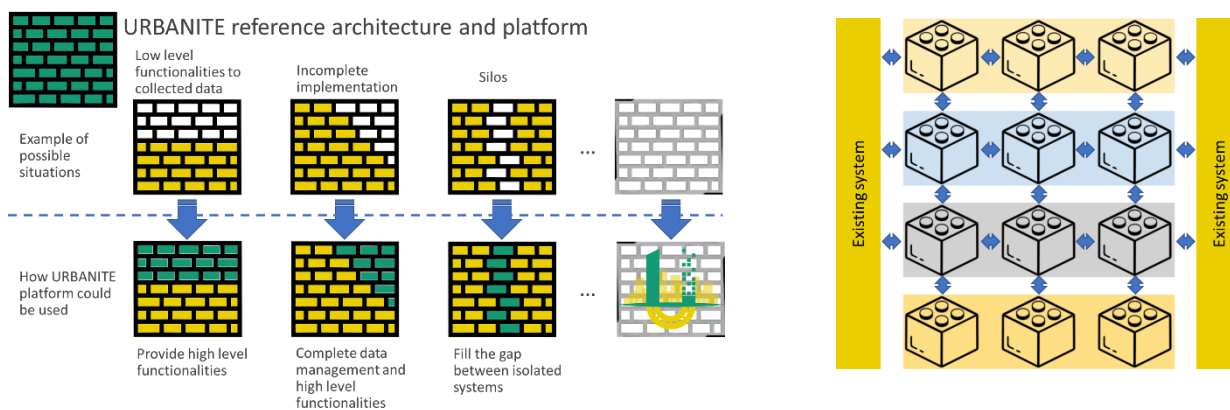 URBANITE reference architecture and platform
Low level
functionalities to
collected data
Incomplete
implementation
Silos
Example of
possible
situations
...
How URBANITE
platform could
be used
...
Provide high level
functionalities
Complete data
management and
high level
functionalities
Fill the gap
between isolated
systems
Existing system
Existing system